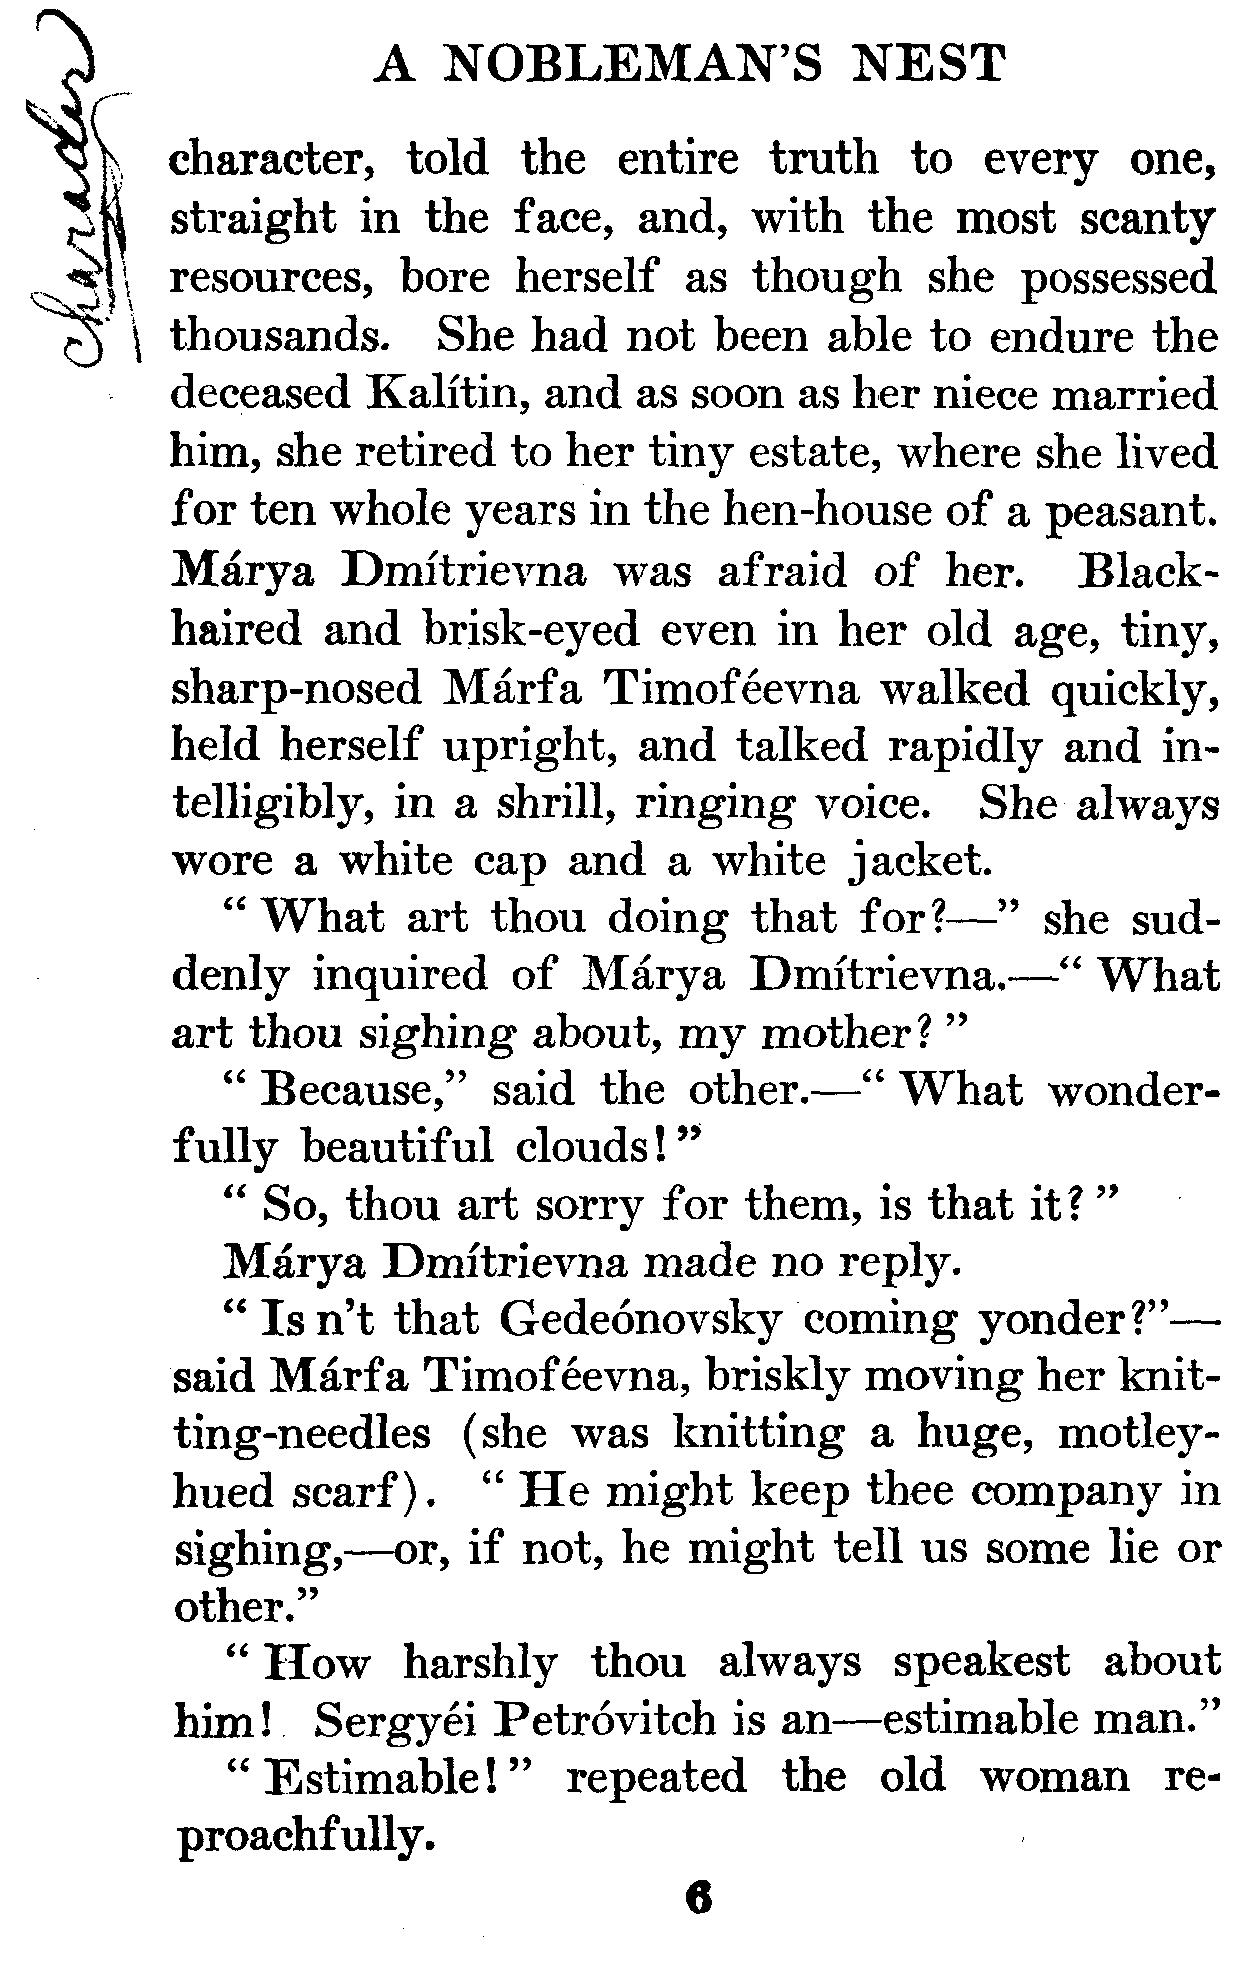 A NOBLEMAN'S NEST
character, told the entire truth to every one,
straight in the face, and, with the most scanty
resources, bore herself as though she possessed
thousands. She had not been able to endure the
deceased Kalítin, and as soon as her niece married
him, she retired to her tiny estate, where she lived
for ten whole years in the hen-house of a peasant.
Márya Dmítrievna was afraid of her. Black-
haired and brisk-eyed even in her old age, tiny,
sharp-nosed Márfa Timoféevna walked quickly,
held herself upright, and talked rapidly and in-
telligibly, in a shrill, ringing voice. She always
wore a white cap and a white jacket.
“ What art thou doing that for?—” she sud-
denly inquired of Márya Dmítrievna.—“ What
art thou sighing about, my mother? ”
“ Because,” said the other.—“ What wonder-
fully beautiful clouds! ”
“ So, thou art sorry for them, is that it? ”
Márya Dmítrievna made no reply.
“ Is n't that Gedeónovsky coming yonder?”—
said Márfa Timoféevna, briskly moving her knit-
ting-needles (she was knitting a huge, motley-
hued scarf). “ He might keep thee company in
sighing,—or, if not, he might tell us some lie or
other.”
“ How harshly thou always speakest about
him! Sergyéi Petróvitch is an—estimable man.”
“ Estimable! ” repeated the old woman re-
proachfully.
6